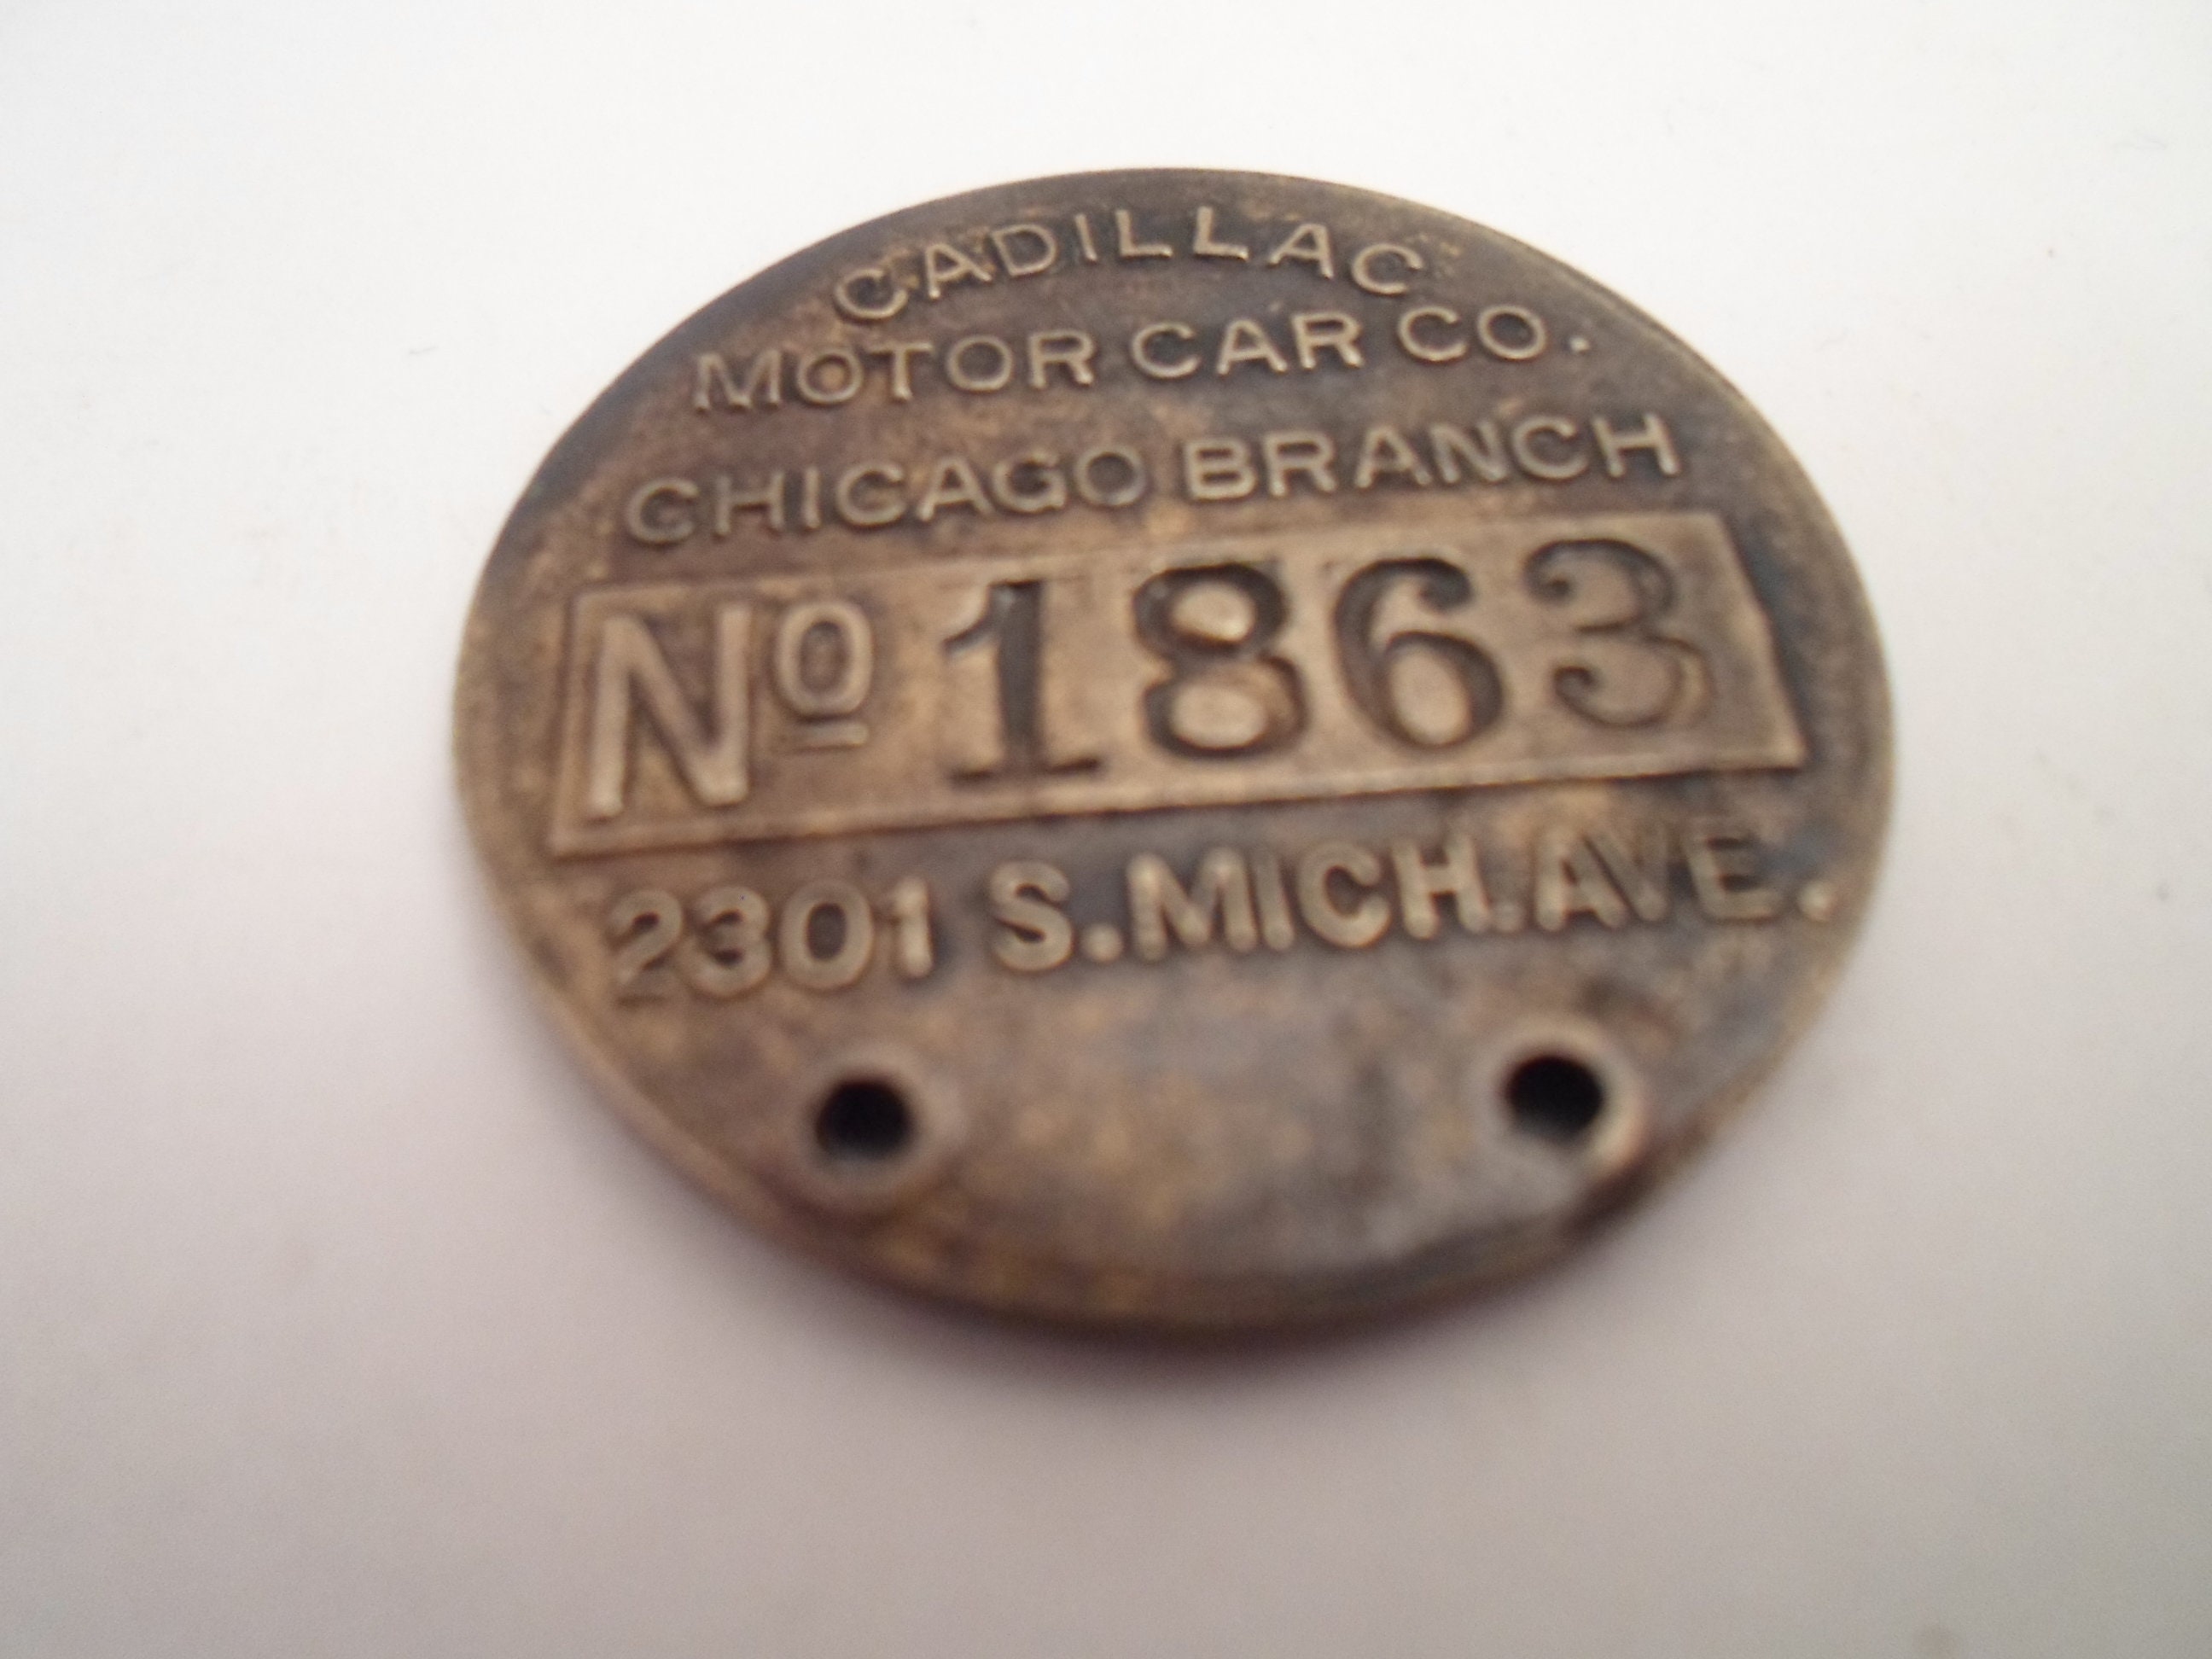 CADILLAC
MOTOR CAR CO.
CHICAGO BRANCH
Nº 1863
2301 S.MICH.AVE.